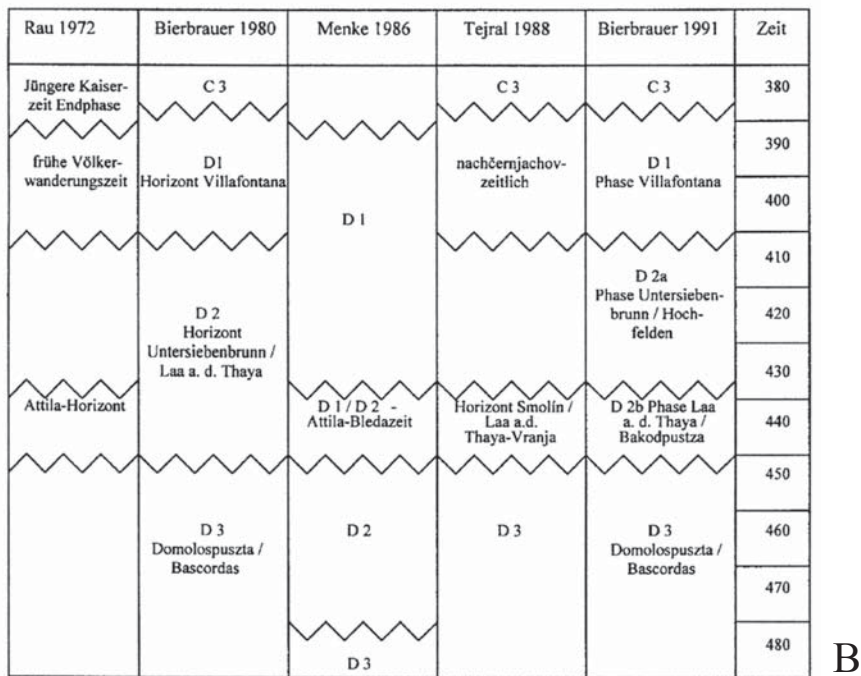 Rau 1972
Bierbrauer 1980
Menke 1986
Tejral 1988
Bierbrauer 1991
Zeit
Jüngere Kaiser-
zeit Endphase
frühe Völker-
wanderungszeit
Attila-Horizont
C 3
D1
Horizont Villafontana
D 2
Horizont
Untersiebenbrunn /
Laa a. d. Thaya
D 3
Domolospuszta /
Bascordas
D 1
D 1 / D 2 -
Attila-Bledazeit
D 2
D 3
C 3
nachčernjachov-
zeitlich
Horizont Smolín /
Laa a.d.
Thaya-Vranja
D 3
C 3
D 1
Phase Villafontana
D 2a
Phase Untersieben-
brunn / Hoch-
felden
D 2b Phase Laa
a. d. Thaya /
Bakodpustza
D 3
Domolospuszta /
Bascordas
380
390
400
410
420
430
440
450
460
470
480
B